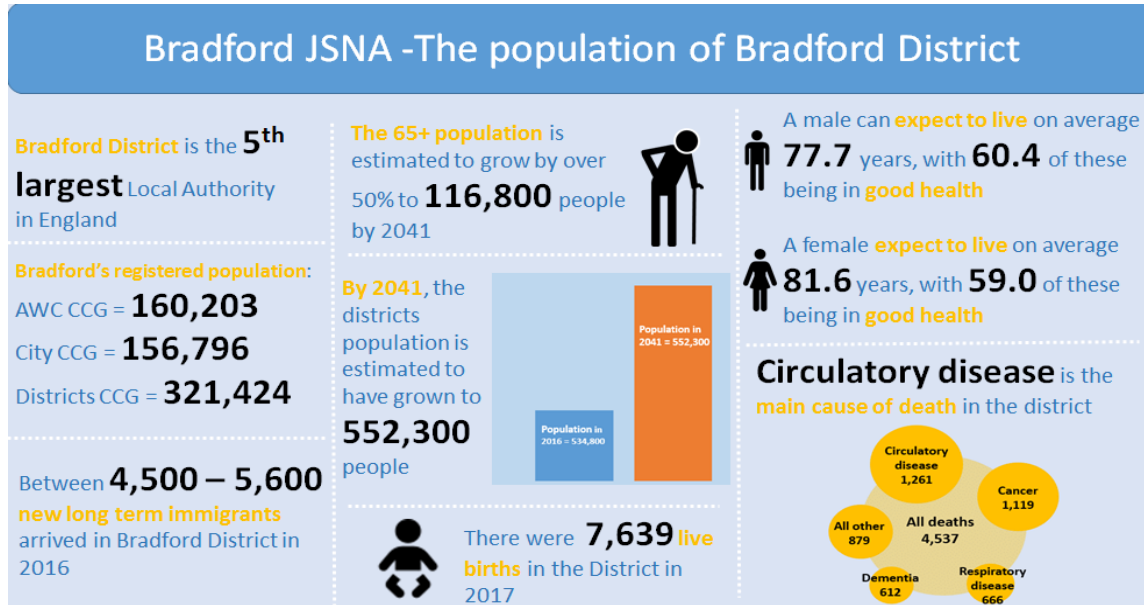 Bradford JSNA -The population of Bradford District
Bradford District is the 5th
largest Local Authority
in England
Bradford's registered population:
AWC CCG = 160,203
City CCG = 156,796
Districts CCG = 321,424
Between 4,500 – 5,600
new long term immigrants
arrived in Bradford District in
2016
The 65+ population is
estimated to grow by over
50% to 116,800 people
by 2041
By 2041, the
districts
population is
estimated to
have grown to
552,300
people
Population in
2016 = 534,800
Population in
2041 = 552,300
There were 7,639 live
births in the District in
2017
A male can expect to live on average
77.7 years, with 60.4 of these
being in good health
A female expect to live on average
81.6 years, with 59.0 of these
being in good health
Circulatory disease is the
main cause of death in the district
Circulatory
disease
1,261
Cancer
1,119
All other
879
All deaths
4,537
Dementia
612
Respiratory
disease
666